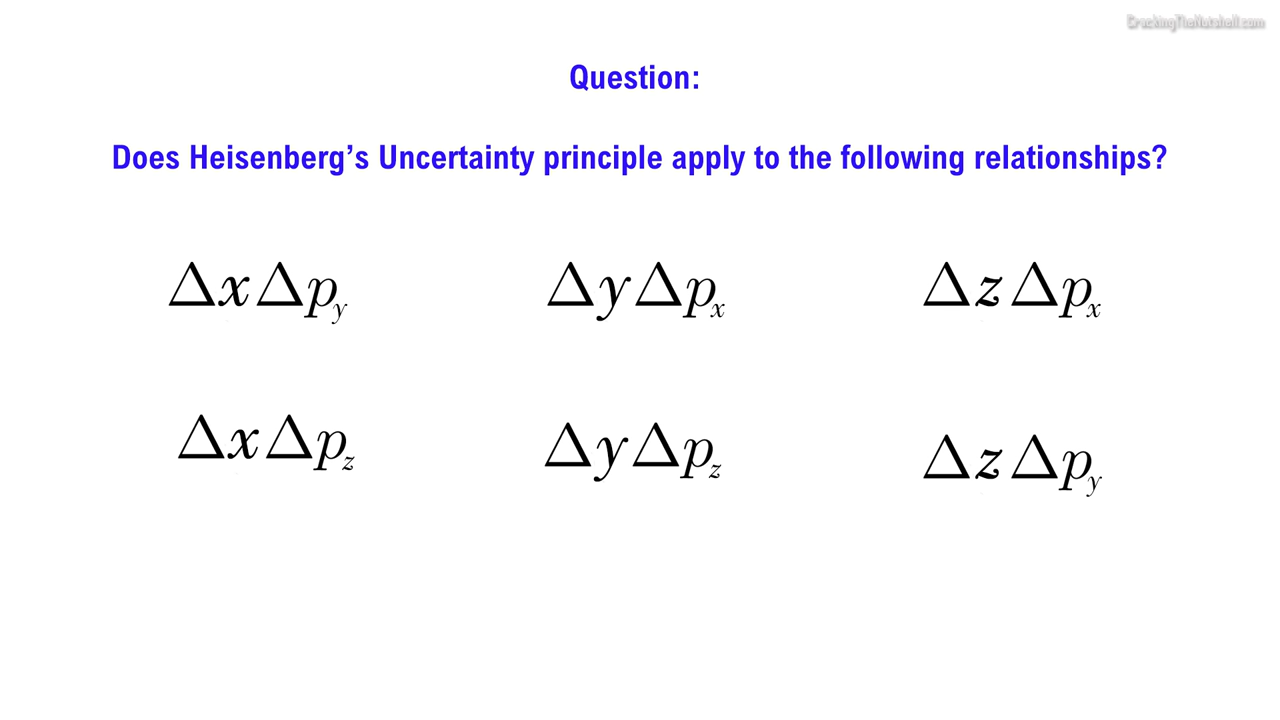 CrackingTheNutshell.com
Question:
Does Heisenberg’s Uncertainty principle apply to the following relationships?
ΔxΔp_y ΔyΔp_x ΔzΔp_x
ΔxΔp_z ΔyΔp_z ΔzΔp_y